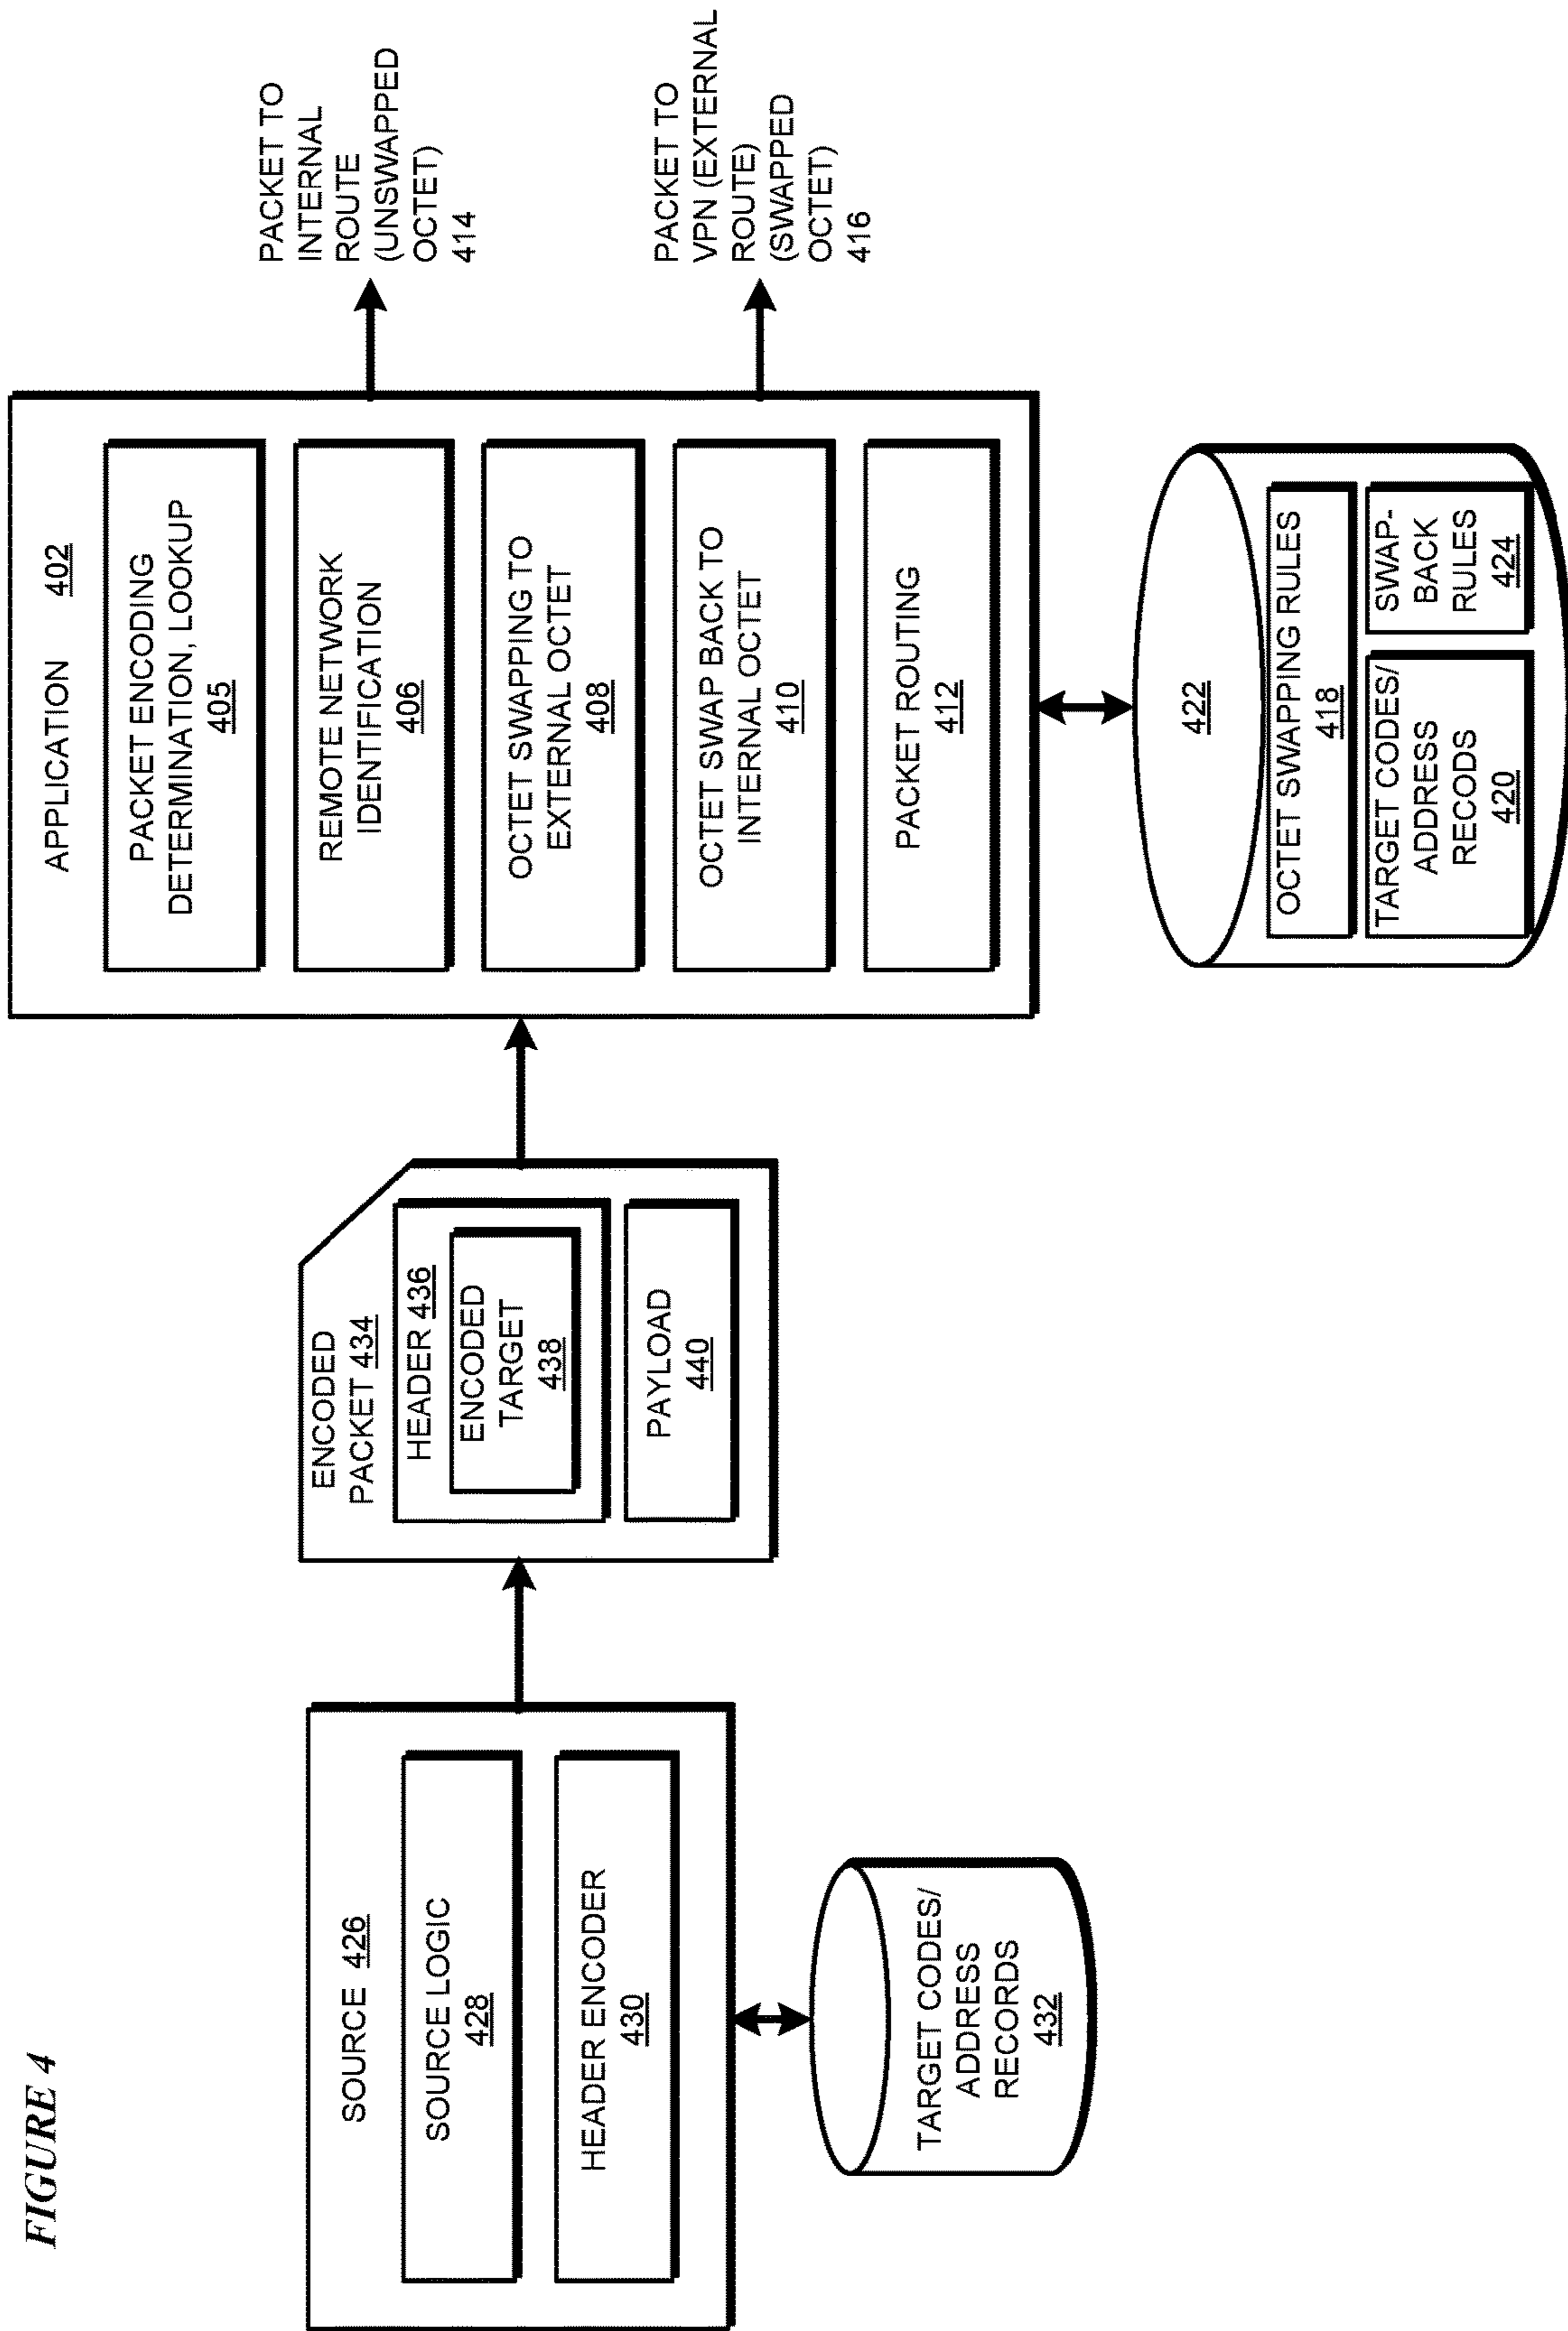 FIGURE 4
SOURCE 426
SOURCE LOGIC
428
HEADER ENCODER
430
TARGET CODES/
ADDRESS
RECORDS
432
ENCODED
PACKET 434
HEADER 436
ENCODED
TARGET
438
PAYLOAD
440
APPLICATION 402
PACKET ENCODING
DETERMINATION, LOOKUP
405
REMOTE NETWORK
IDENTIFICATION
406
OCTET SWAPPING TO
EXTERNAL OCTET
408
OCTET SWAP BACK TO
INTERNAL OCTET
410
PACKET ROUTING
412
422
OCTET SWAPPING RULES
418
TARGET CODES/
ADDRESS
RECODS
420
SWAP-
BACK
RULES
424
PACKET TO
INTERNAL
ROUTE
(UNSWAPPED
OCTET)
414
PACKET TO
VPN (EXTERNAL
ROUTE)
(SWAPPED
OCTET)
416